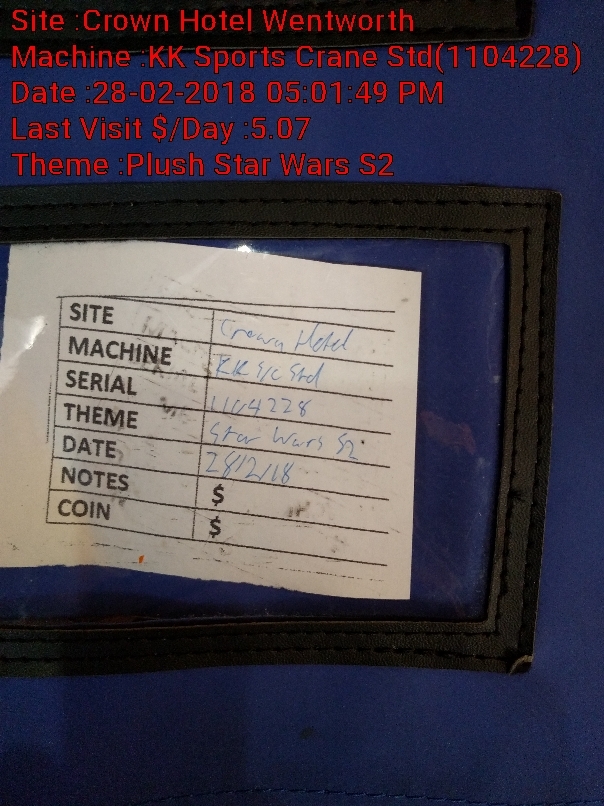 Site :Crown Hotel Wentworth
Machine :KK Sports Crane Std(1104228)
Date :28-02-2018 05:01:49 PM
Last Visit $/Day :5.07
Theme :Plush Star Wars S2
SITE Crown Hotel
MACHINE KK S/C Std
SERIAL 1104228
THEME Star Wars S2
DATE 28/2/18
NOTES $
COIN $